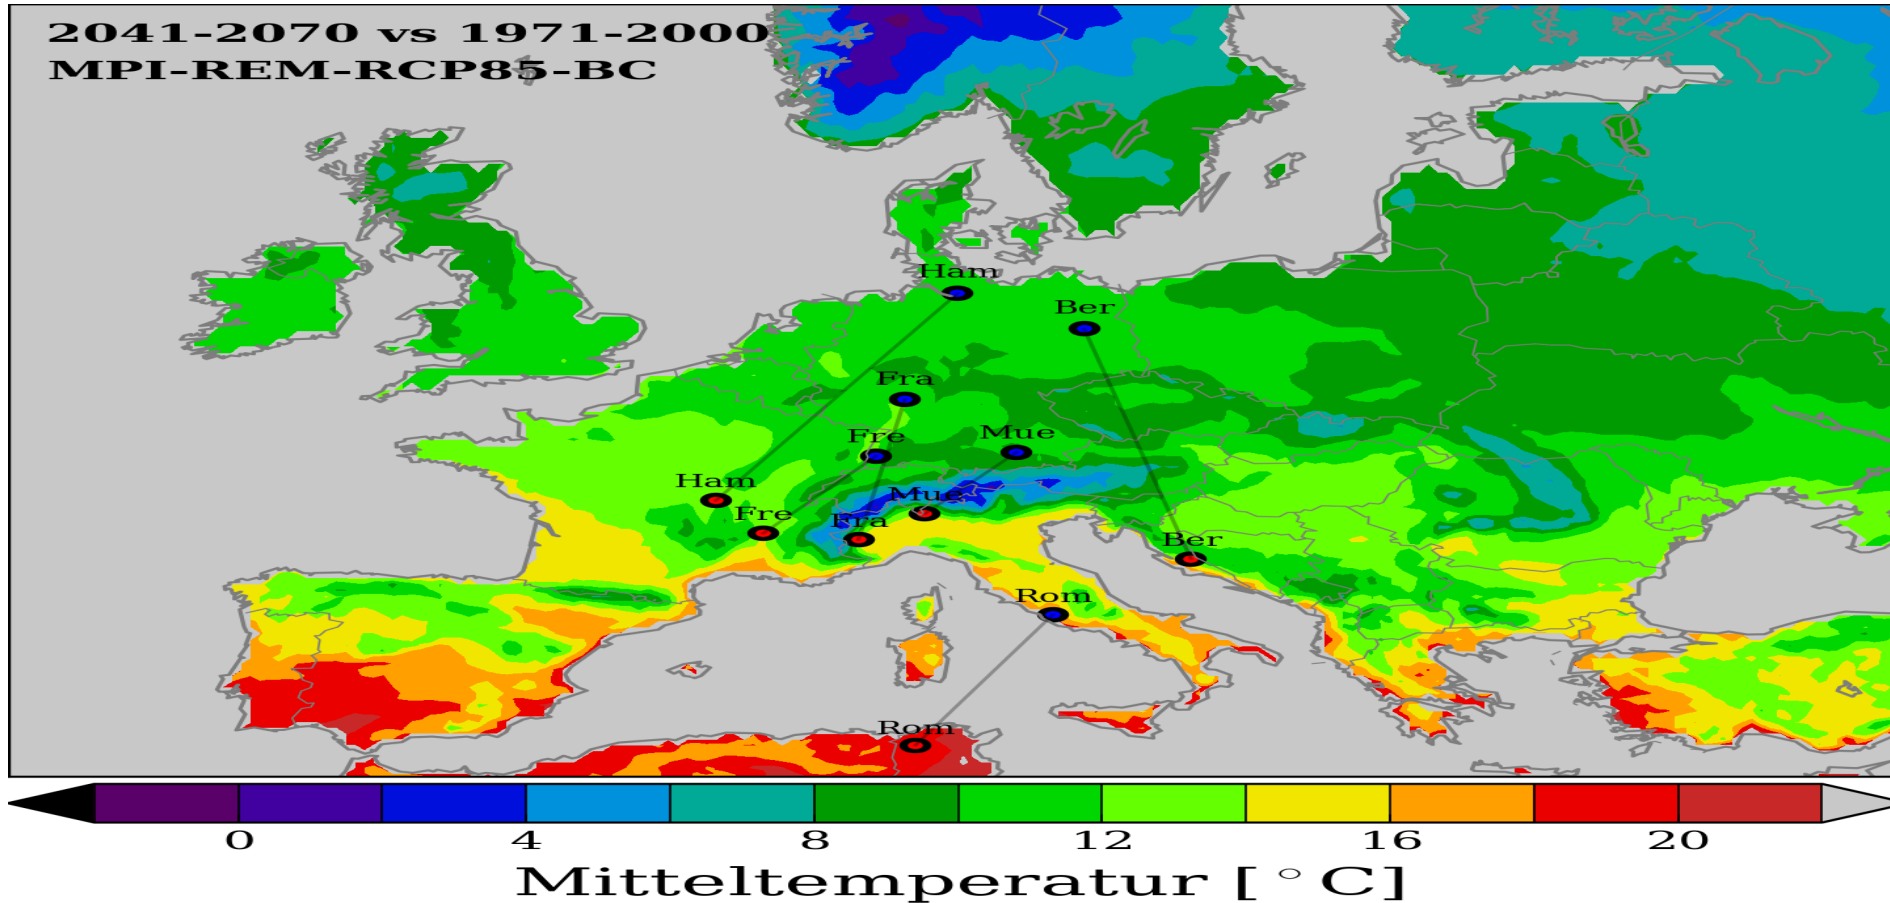 2041-2070 vs 1971-2000
MPI-REM-RCP85-BC
Ham
Ber
Fra
Fre
Mue
Ham
Mue
Fre
Fra
Ber
Rom
Rom
0 4 8 12 16 20
Mitteltemperatur [°C]